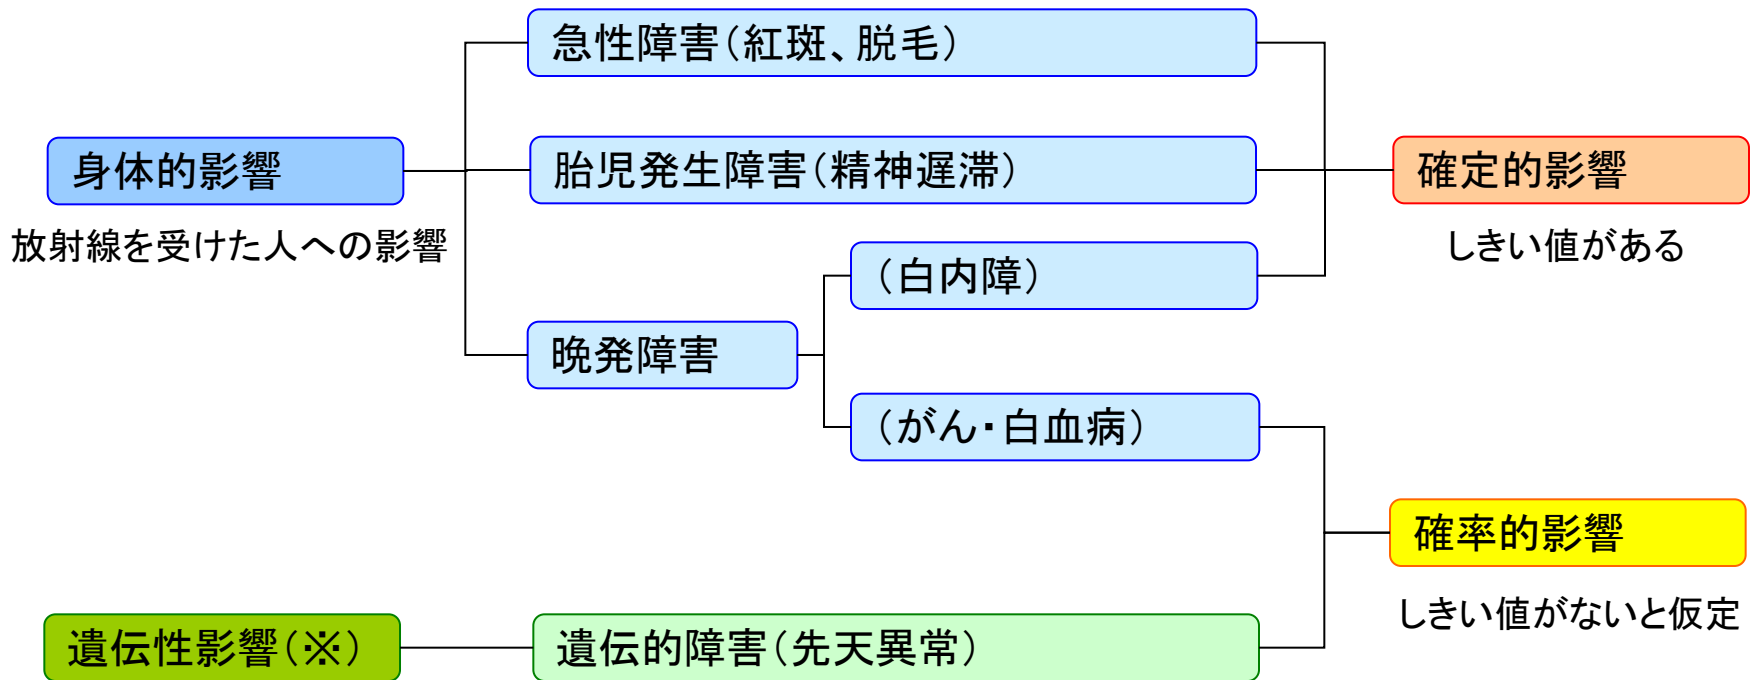 急性障害(紅斑、脱毛)
身体的影響
胎児発生障害(精神遅滞)
確定的影響
放射線を受けた人への影響
しきい値がある
(白内障)
晩発障害
(がん・白血病)
確率的影響
しきい値がないと仮定
遺伝性影響(※)
遺伝的障害(先天異常)